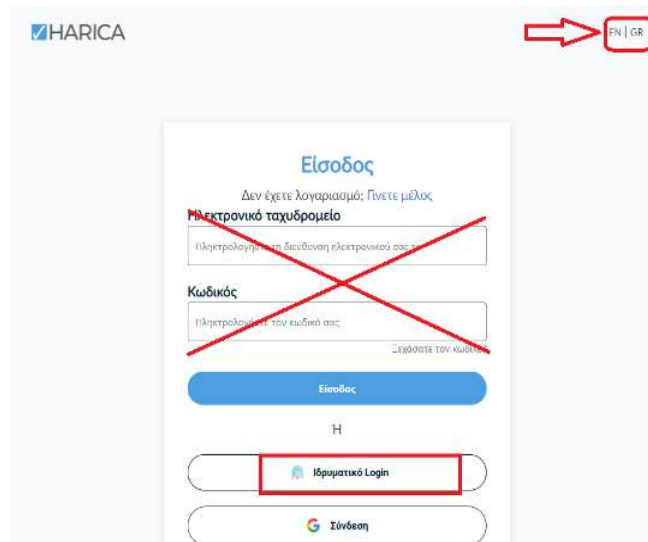 HARICA
EN | GR
Είσοδος
Δεν έχετε λογαριασμό; Γίνετε μέλος
Ηλεκτρονικό ταχυδρομείο
Πληκτρολογήστε τη διεύθυνση ηλεκτρονικού σας
Κωδικός
Πληκτρολογήστε τον κωδικό σας
Ξεχάσατε τον κωδικό
Είσοδος
Ή
Ιδρυματικό Login
Σύνδεση